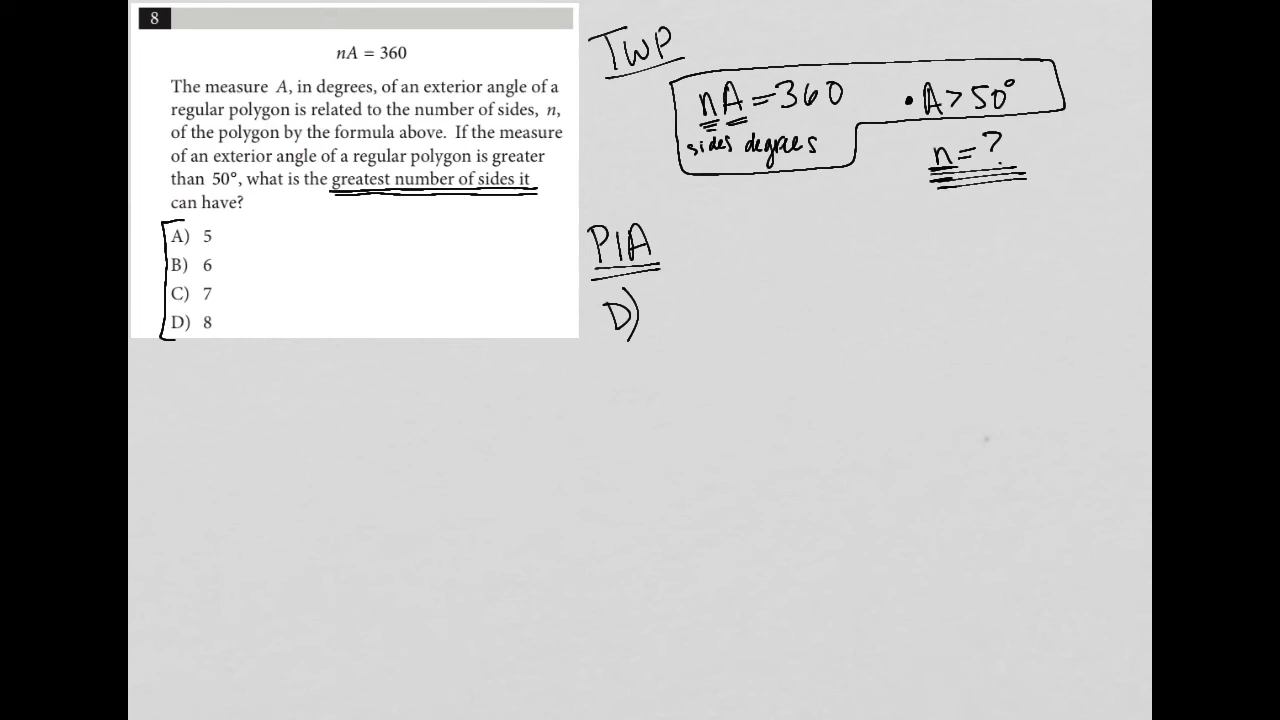 8
nA = 360
The measure A, in degrees, of an exterior angle of a
regular polygon is related to the number of sides, n,
of the polygon by the formula above. If the measure
of an exterior angle of a regular polygon is greater
than 50°, what is the greatest number of sides it
can have?
A) 5
B) 6
C) 7
D) 8
TWP
nA = 360
sides degrees
• A > 50°
n = ?
PIA
D)